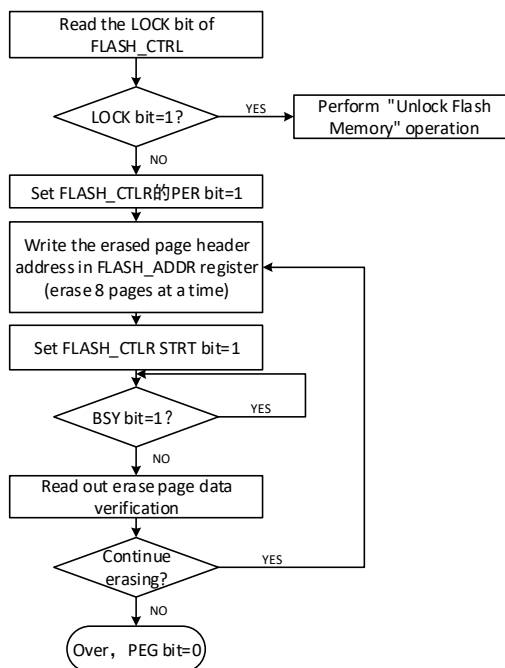 Read the LOCK bit of
FLASH_CTRL
LOCK bit=1?
YES
Perform "Unlock Flash
Memory" operation
NO
Set FLASH_CTLR的PER bit=1
Write the erased page header
address in FLASH_ADDR register
(erase 8 pages at a time)
Set FLASH_CTLR STRT bit=1
BSY bit=1?
YES
NO
Read out erase page data
verification
Continue
erasing?
YES
NO
Over，PEG bit=0